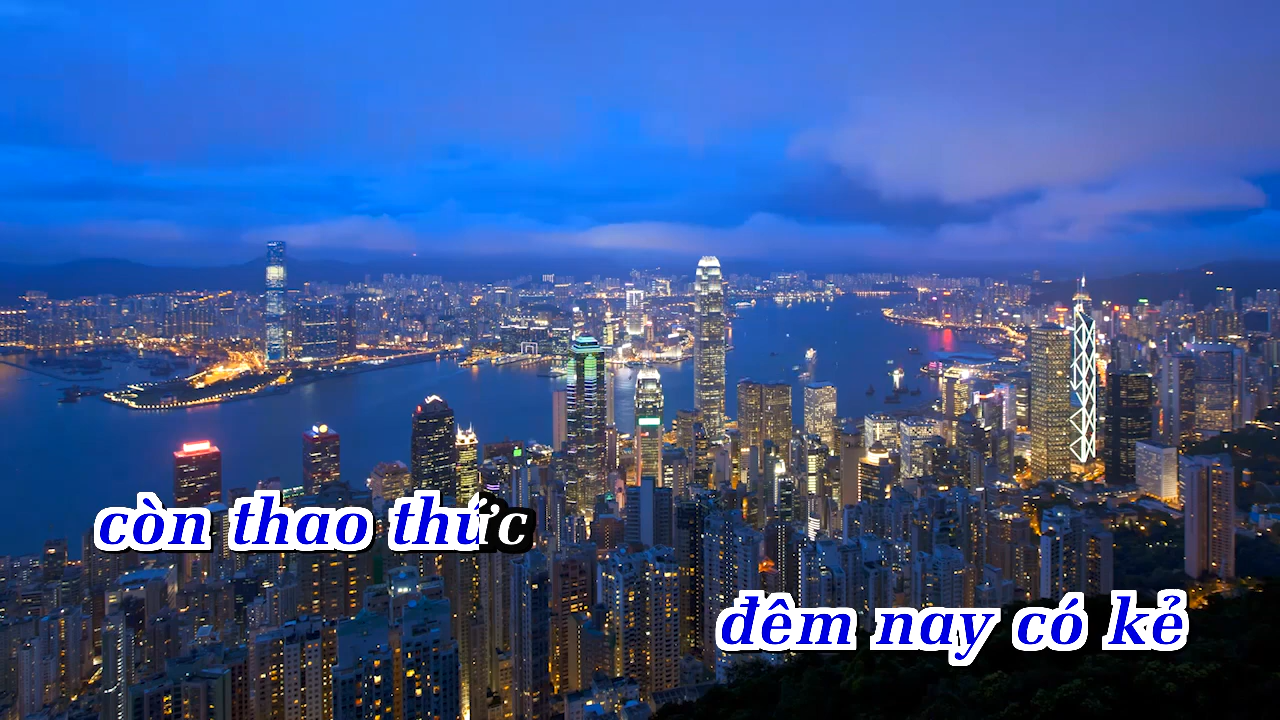 còn thao thức
đêm nay có kẻ